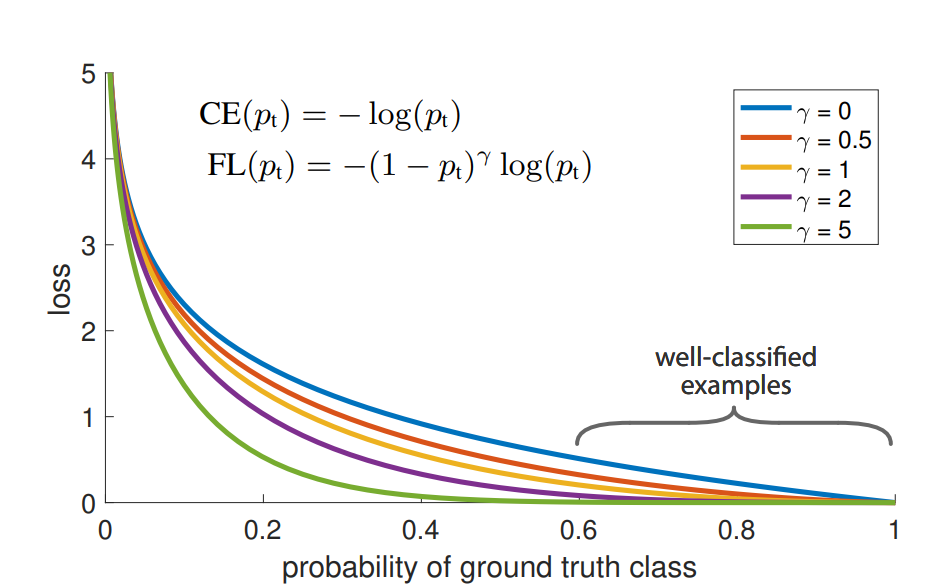 5
CE(pₜ) = − log(pₜ)
FL(pₜ) = −(1 − pₜ)^γ log(pₜ)
γ = 0
γ = 0.5
γ = 1
γ = 2
γ = 5
4
3
2
1
0
loss
well-classified
examples
0 0.2 0.4 0.6 0.8 1
probability of ground truth class